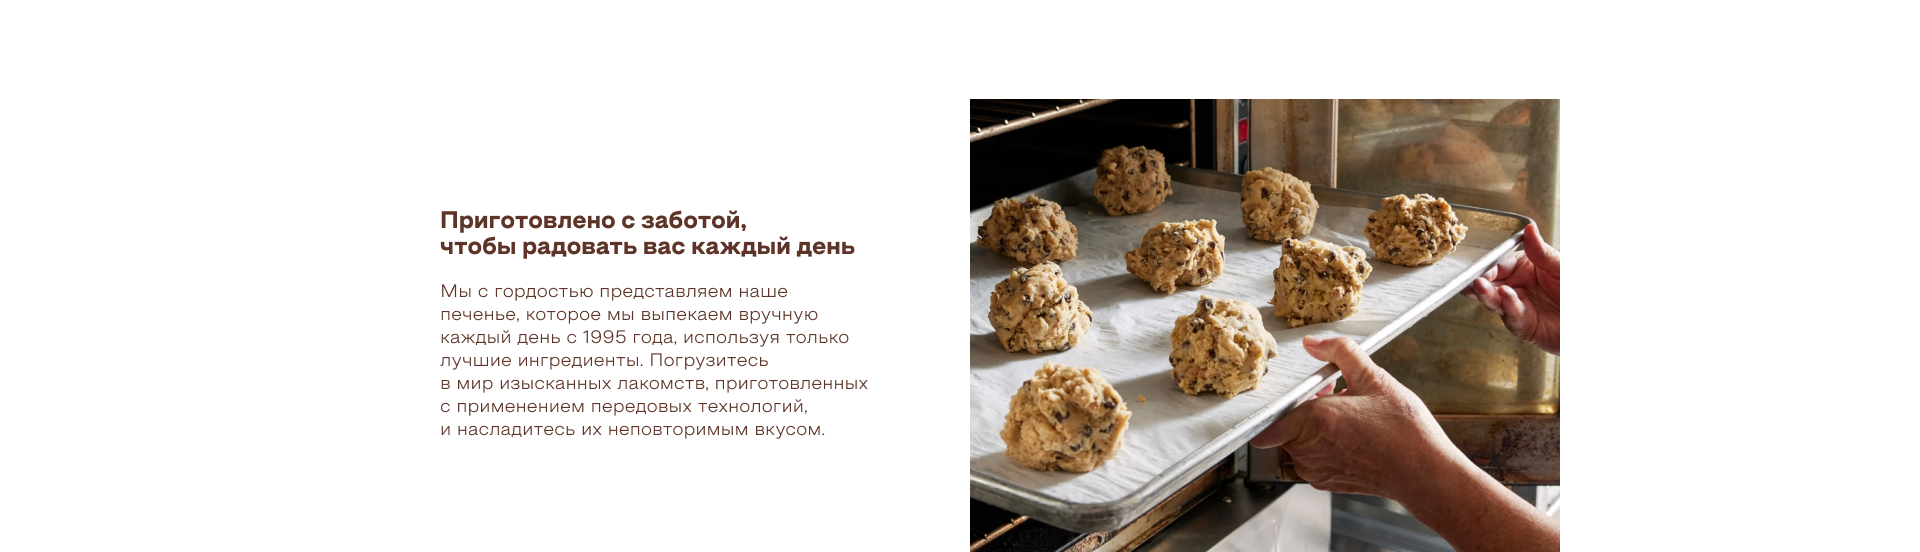 Приготовлено с заботой,
чтобы радовать вас каждый день
Мы с гордостью представляем наше
печенье, которое мы выпекаем вручную
каждый день с 1995 года, используя только
лучшие ингредиенты. Погрузитесь
в мир изысканных лакомств, приготовленных
с применением передовых технологий,
и насладитесь их неповторимым вкусом.